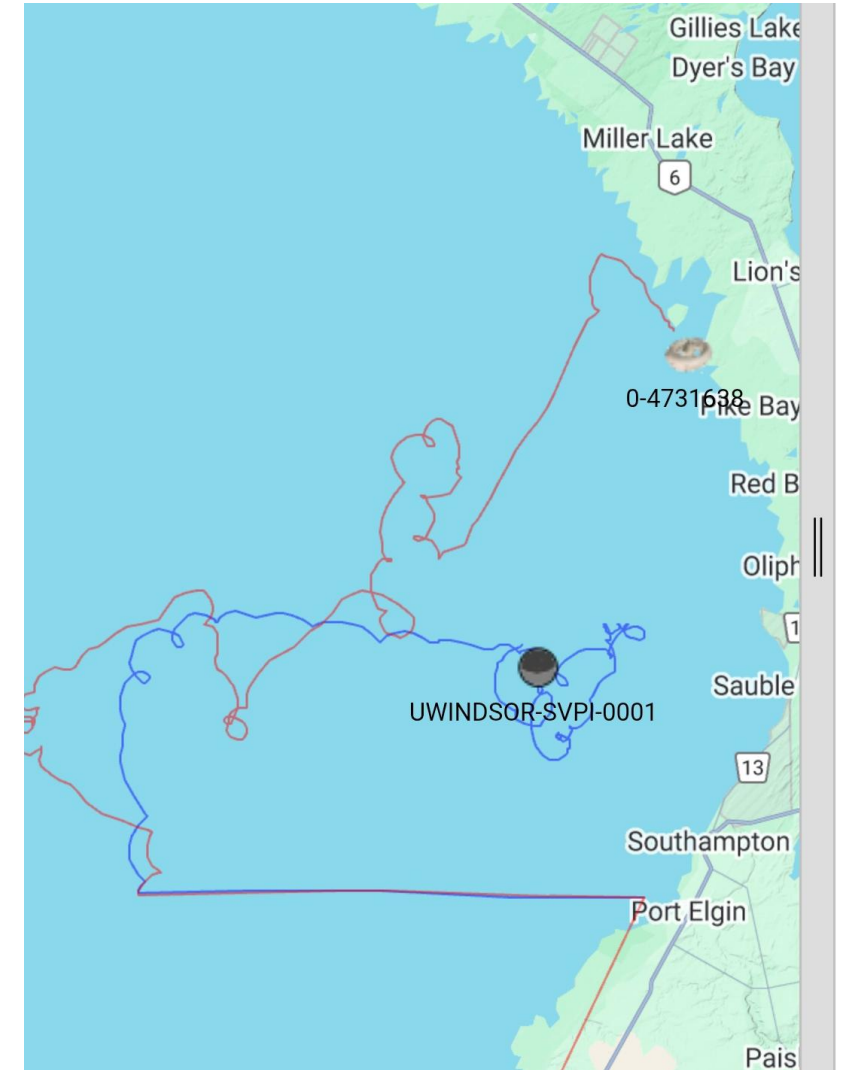 Gillies Lake
Dyer's Bay
Miller Lake
6
Lion's
0-4731638
Pike Bay
Red B
Oliph
1
Sauble
UWINDSOR-SVPI-0001
13
Southampton
Port Elgin
Pais